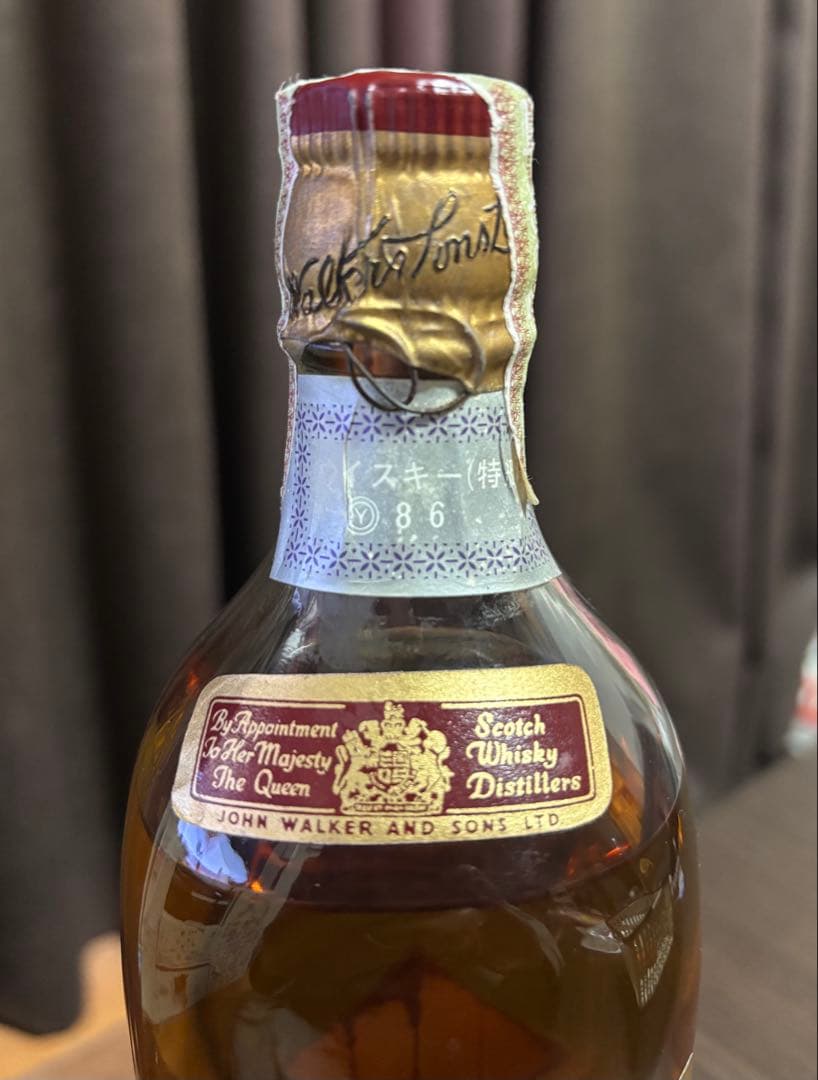 Walker & Sons L
ウイスキー(特
Ⓨ 86
By Appointment
To Her Majesty
The Queen
Scotch
Whisky
Distillers
JOHN WALKER AND SONS LTD